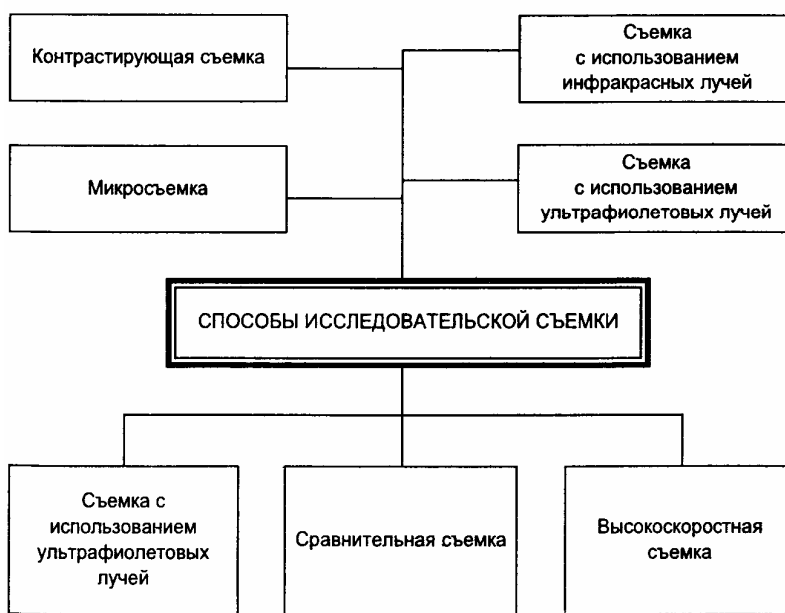 Контрастирующая съемка
Съемка
с использованием
инфракрасных лучей
Микросъемка
Съемка
с использованием
ультрафиолетовых лучей
СПОСОБЫ ИССЛЕДОВАТЕЛЬСКОЙ СЪЕМКИ
Съемка с
использованием
ультрафиолетовых
лучей
Сравнительная съемка
Высокоскоростная
съемка